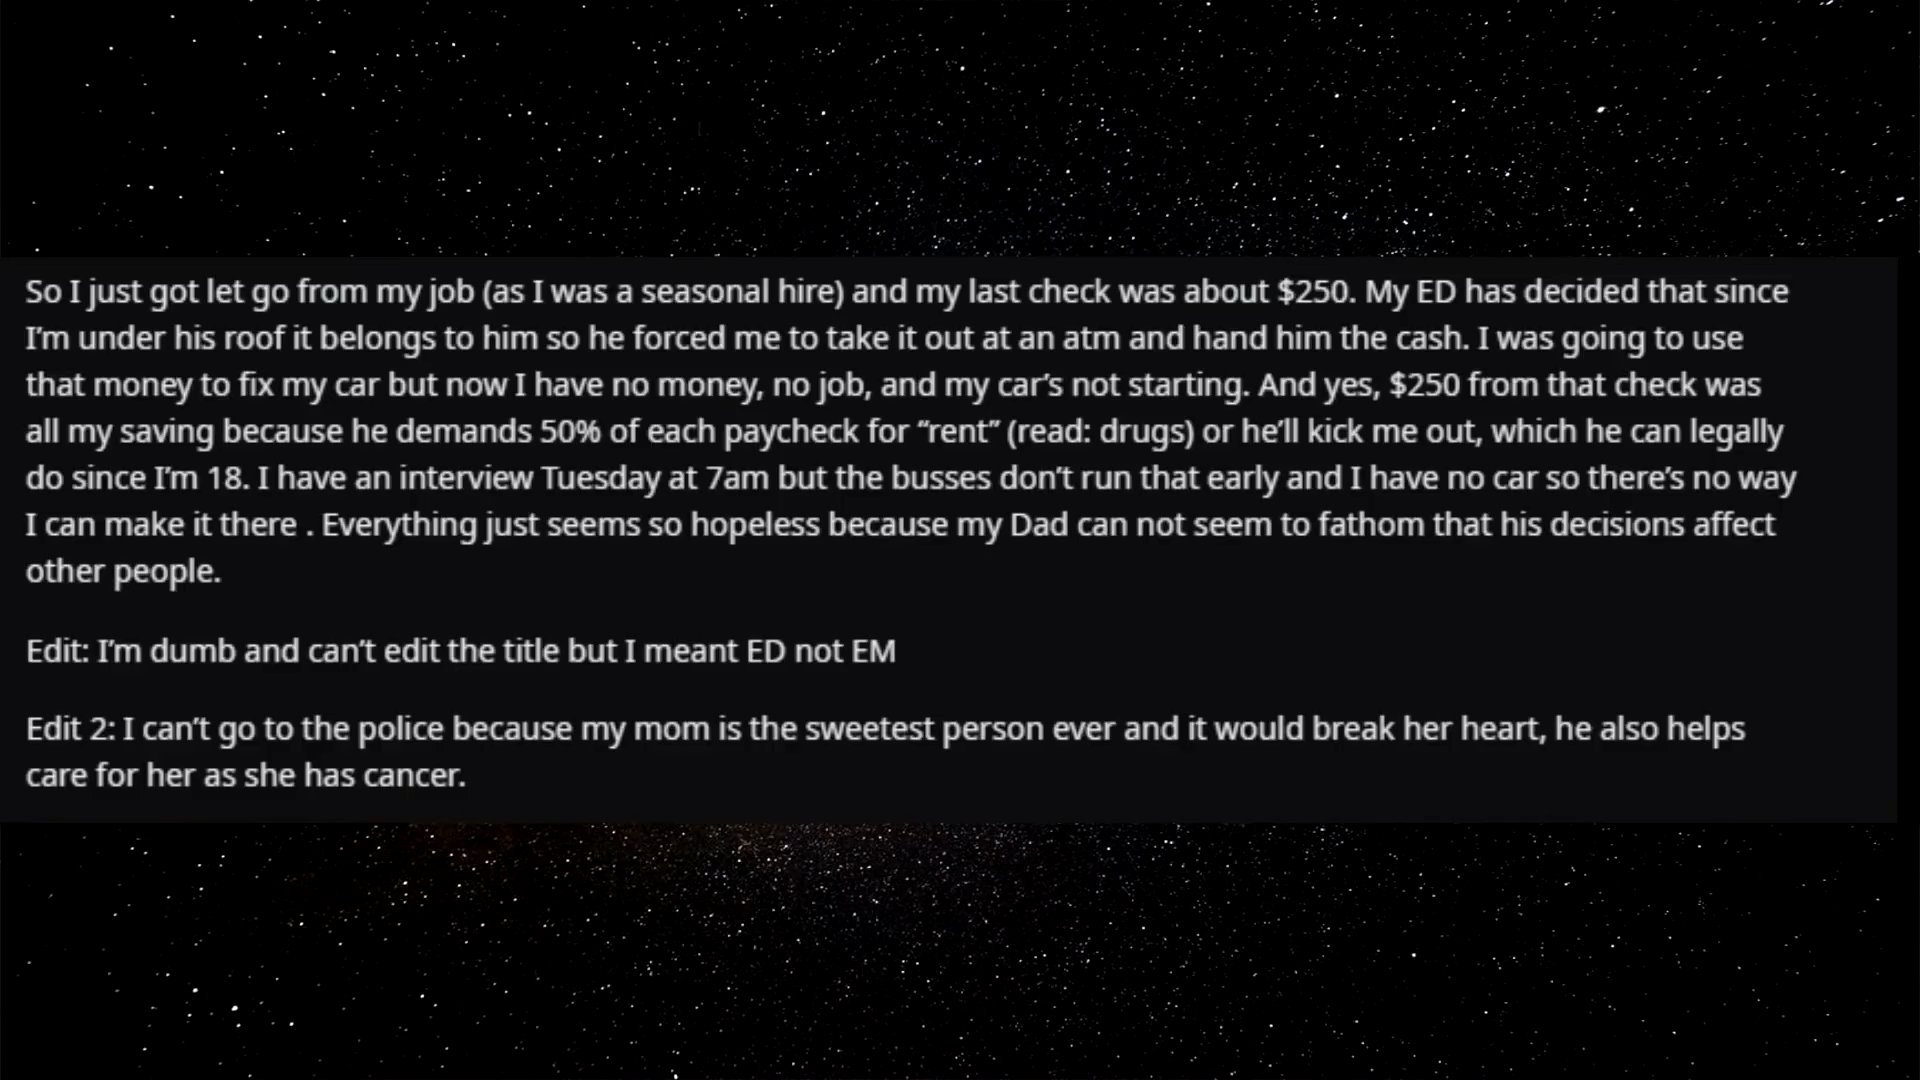 So I just got let go from my job (as I was a seasonal hire) and my last check was about $250. My ED has decided that since
I'm under his roof it belongs to him so he forced me to take it out at an atm and hand him the cash. I was going to use
that money to fix my car but now I have no money, no job, and my car's not starting. And yes, $250 from that check was
all my saving because he demands 50% of each paycheck for “rent” (read: drugs) or he'll kick me out, which he can legally
do since I'm 18. I have an interview Tuesday at 7am but the busses don't run that early and I have no car so there's no way
I can make it there . Everything just seems so hopeless because my Dad can not seem to fathom that his decisions affect
other people.
Edit: I'm dumb and can't edit the title but I meant ED not EM
Edit 2: I can't go to the police because my mom is the sweetest person ever and it would break her heart, he also helps
care for her as she has cancer.